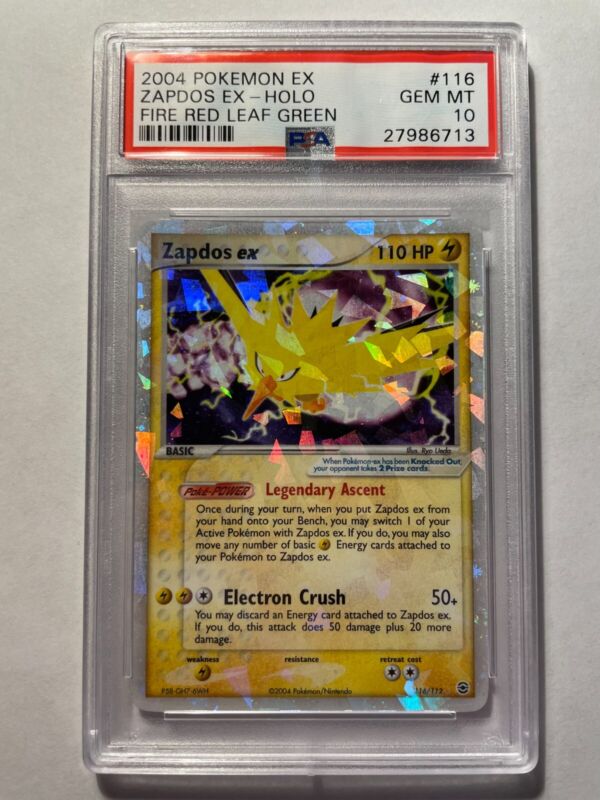 2004 POKEMON EX #116
ZAPDOS EX - HOLO GEM MT
FIRE RED LEAF GREEN 10
PSA 27986713
Zapdos ex 110 HP
BASIC
Illus. Ryo Ueda
When Pokémon-ex has been Knocked Out,
your opponent takes 2 Prize cards.
Poké-POWER Legendary Ascent
Once during your turn, when you put Zapdos ex from
your hand onto your Bench, you may switch 1 of your
Active Pokémon with Zapdos ex. If you do, you may also
move any number of basic Energy cards attached to
your Pokémon to Zapdos ex.
Electron Crush 50+
You may discard an Energy card attached to Zapdos ex.
If you do, this attack does 50 damage plus 20 more
damage.
weakness resistance retreat cost
P5B-GH7-6WH ©2004 Pokémon/Nintendo 116/112